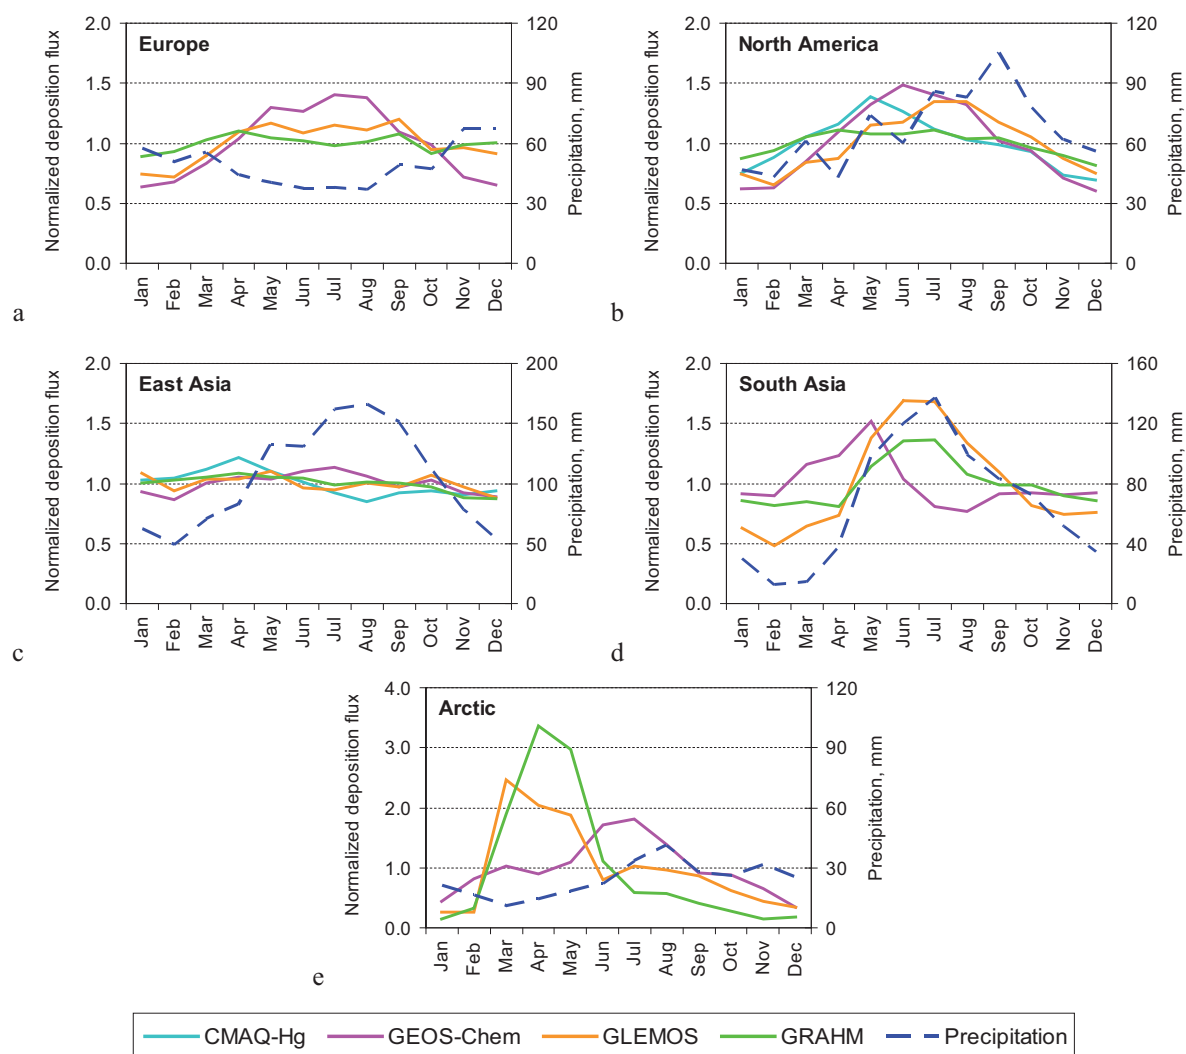 Europe
Normalized deposition flux
2.0
1.5
1.0
0.5
0.0
120
90
60
30
0
Precipitation, mm
Jan Feb Mar Apr May Jun Jul Aug Sep Oct Nov Dec
a
North America
Normalized deposition flux
2.0
1.5
1.0
0.5
0.0
120
90
60
30
0
Precipitation, mm
Jan Feb Mar Apr May Jun Jul Aug Sep Oct Nov Dec
b
East Asia
Normalized deposition flux
2.0
1.5
1.0
0.5
0.0
200
150
100
50
0
Precipitation, mm
Jan Feb Mar Apr May Jun Jul Aug Sep Oct Nov Dec
c
South Asia
Normalized deposition flux
2.0
1.5
1.0
0.5
0.0
160
120
80
40
0
Precipitation, mm
Jan Feb Mar Apr May Jun Jul Aug Sep Oct Nov Dec
d
Arctic
Normalized deposition flux
4.0
3.0
2.0
1.0
0.0
120
90
60
30
0
Precipitation, mm
Jan Feb Mar Apr May Jun Jul Aug Sep Oct Nov Dec
e
CMAQ-Hg GEOS-Chem GLEMOS GRAHM Precipitation